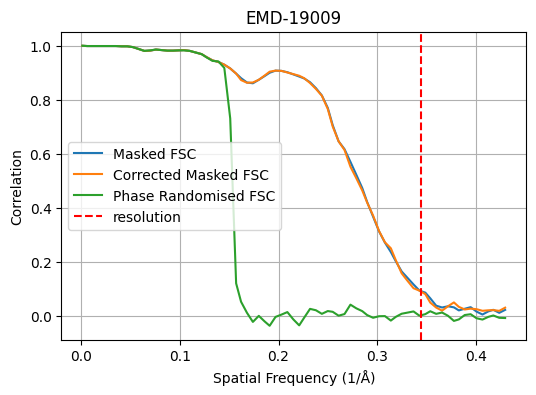 EMD-19009
1.0
0.8
0.6
0.4
0.2
0.0
Correlation
Masked FSC
Corrected Masked FSC
Phase Randomised FSC
resolution
0.0 0.1 0.2 0.3 0.4
Spatial Frequency (1/Å)